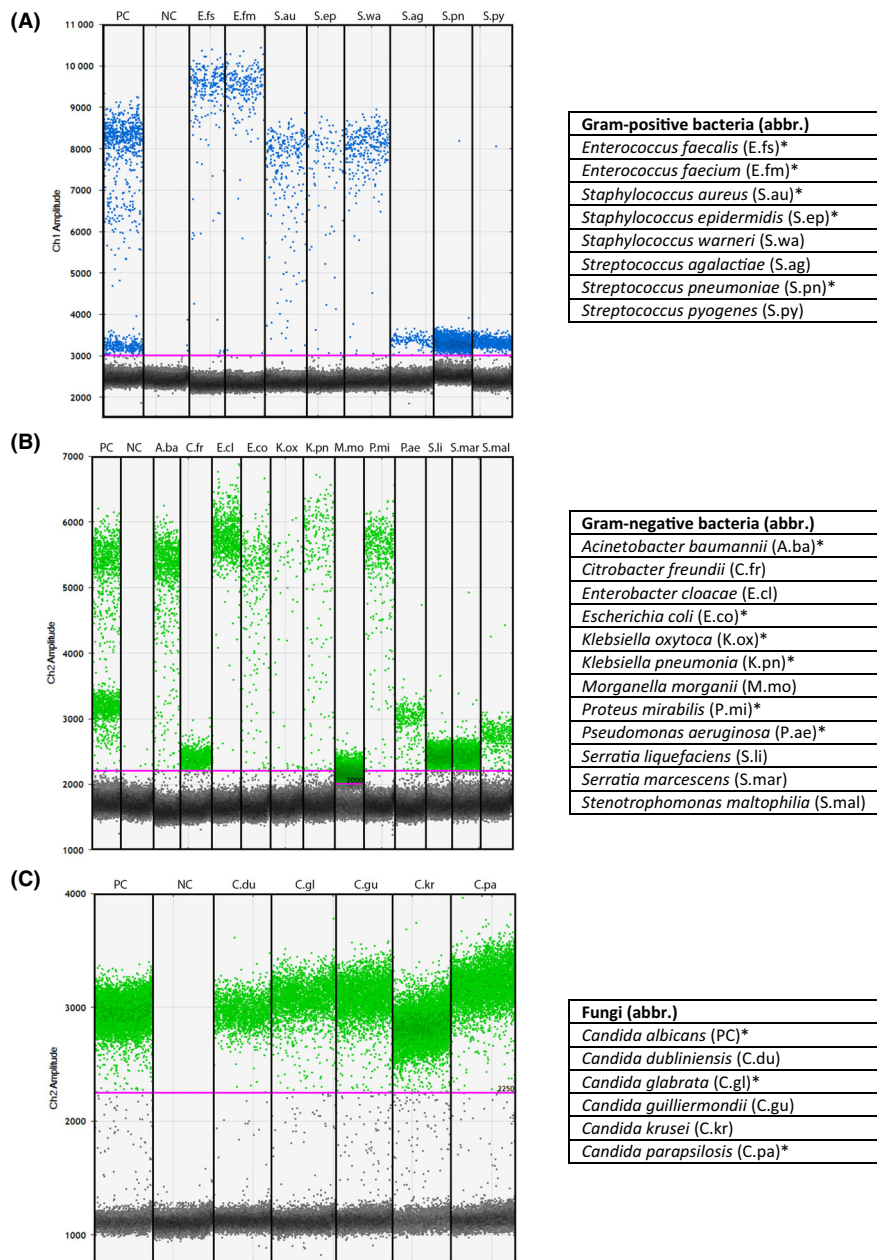 (A)
PC NC E.fs E.fm S.au S.ep S.wa S.ag S.pn S.py
11 000
10 000
9000
8000
7000
6000
5000
4000
3000
2000
Ch1 Amplitude
Gram-positive bacteria (abbr.)
Enterococcus faecalis (E.fs)*
Enterococcus faecium (E.fm)*
Staphylococcus aureus (S.au)*
Staphylococcus epidermidis (S.ep)*
Staphylococcus warneri (S.wa)
Streptococcus agalactiae (S.ag)
Streptococcus pneumoniae (S.pn)*
Streptococcus pyogenes (S.py)
(B)
PC NC A.ba C.fr E.cl E.co K.ox K.pn M.mo P.mi P.ae S.li S.mar S.mal
7000
6000
5000
4000
3000
2000
1000
Ch2 Amplitude
2000
Gram-negative bacteria (abbr.)
Acinetobacter baumannii (A.ba)*
Citrobacter freundii (C.fr)
Enterobacter cloacae (E.cl)
Escherichia coli (E.co)*
Klebsiella oxytoca (K.ox)*
Klebsiella pneumonia (K.pn)*
Morganella morganii (M.mo)
Proteus mirabilis (P.mi)*
Pseudomonas aeruginosa (P.ae)*
Serratia liquefaciens (S.li)
Serratia marcescens (S.mar)
Stenotrophomonas maltophilia (S.mal)
(C)
PC NC C.du C.gl C.gu C.kr C.pa
4000
3000
2000
1000
Ch2 Amplitude
2250
Fungi (abbr.)
Candida albicans (PC)*
Candida dubliniensis (C.du)
Candida glabrata (C.gl)*
Candida guilliermondii (C.gu)
Candida krusei (C.kr)
Candida parapsilosis (C.pa)*